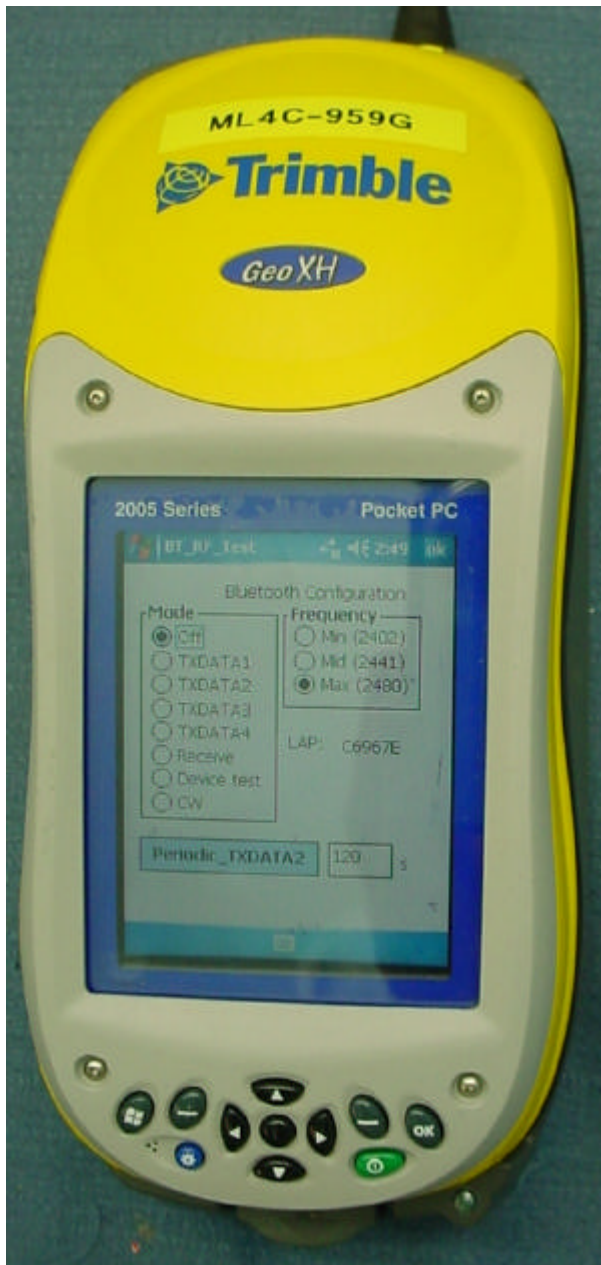 ML4C-959G
Trimble
GeoXH
2005 Series Pocket PC
BT_RF_Test 2:49 ok
Bluetooth Configuration
Mode
Off
TXDATA1
TXDATA2
TXDATA3
TXDATA4
Receive
Device test
CW
Frequency
Min (2402)
Mid (2441)
Max (2480)
LAP: C6967E
Periodic_TXDATA2 120 s
OK